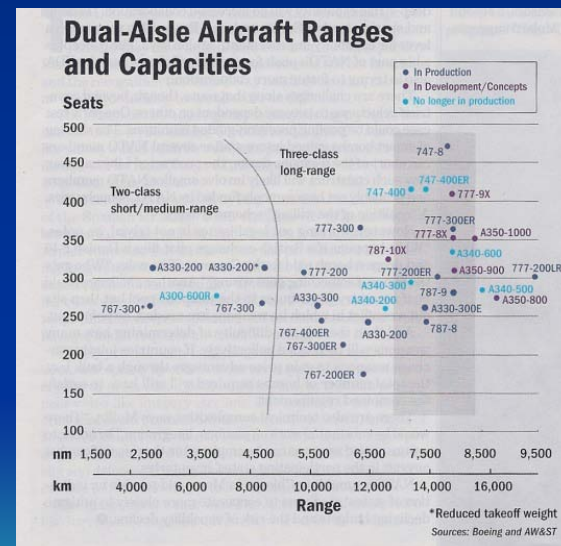 Dual-Aisle Aircraft Ranges
and Capacities
In Production
In Development/Concepts
No longer in production
Seats
500
450
400
350
300
250
200
150
100
Two-class
short/medium-range
Three-class
long-range
747-8
747-400ER
747-400
777-9X
777-300
777-300ER
777-8X
A350-1000
787-10X
A340-600
A330-200
A330-200*
777-200
777-200ER
A350-900
777-200LR
A340-300
A300-600R
767-300*
767-300
A330-300
A340-200
787-9
A340-500
A350-800
A330-300E
767-400ER
A330-200
787-8
767-300ER
767-200ER
nm 1,500 2,500 3,500 4,500 5,500 6,500 7,500 8,500 9,500
km 4,000 6,000 8,000 10,000 12,000 14,000 16,000
Range
*Reduced takeoff weight
Sources: Boeing and AW&ST